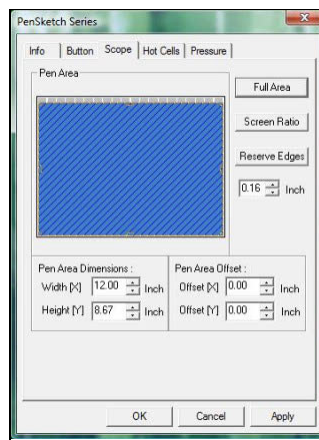 PenSketch Series
Info Button Scope Hot Cells Pressure
Pen Area
Full Area
Screen Ratio
Reserve Edges
0.16 Inch
Pen Area Dimensions : Pen Area Offset :
Width [X] 12.00 Inch Offset [X] 0.00 Inch
Height [Y] 8.67 Inch Offset [Y] 0.00 Inch
OK Cancel Apply